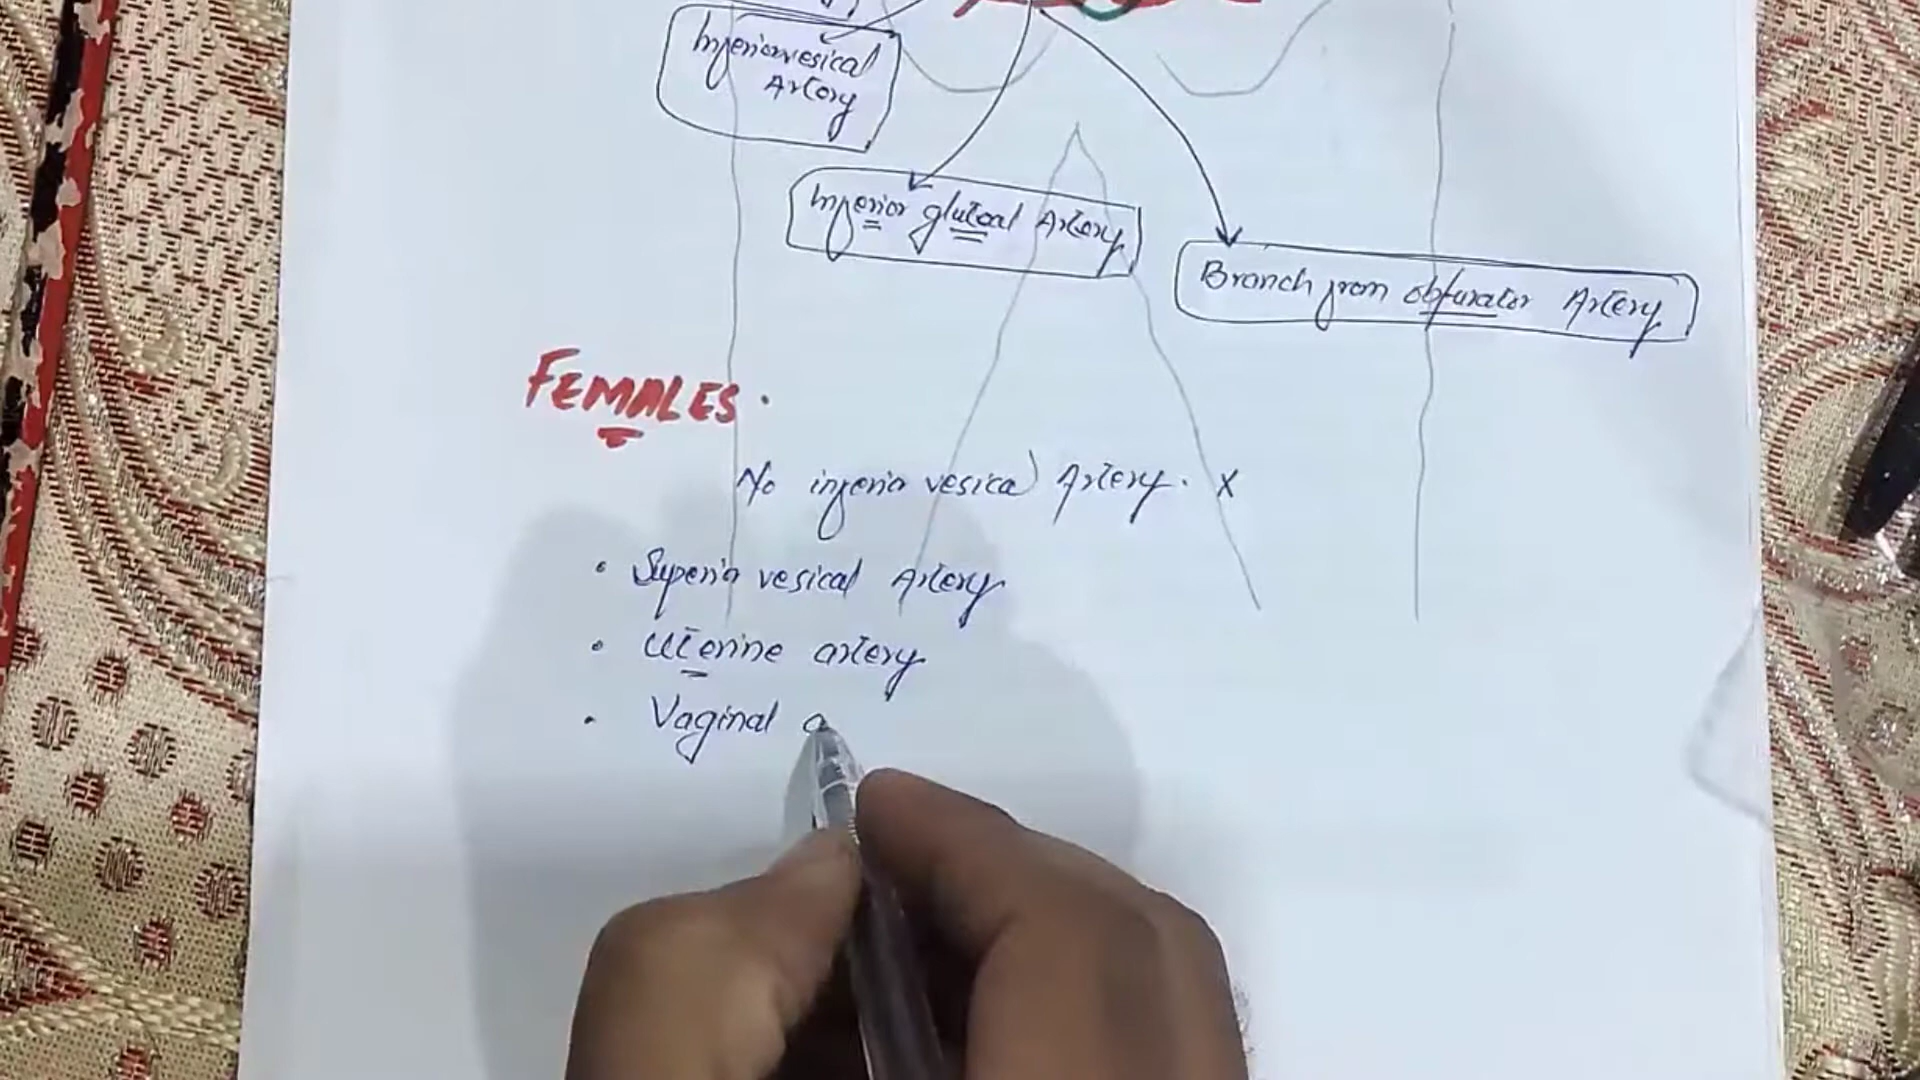 Inferiorvesical
Artery
Inferior gluteal Artery
Branch from obturator Artery
FEMALES.
No inferior vesical Artery. X
• Superior vesical Artery
• Uterine artery
• Vaginal a